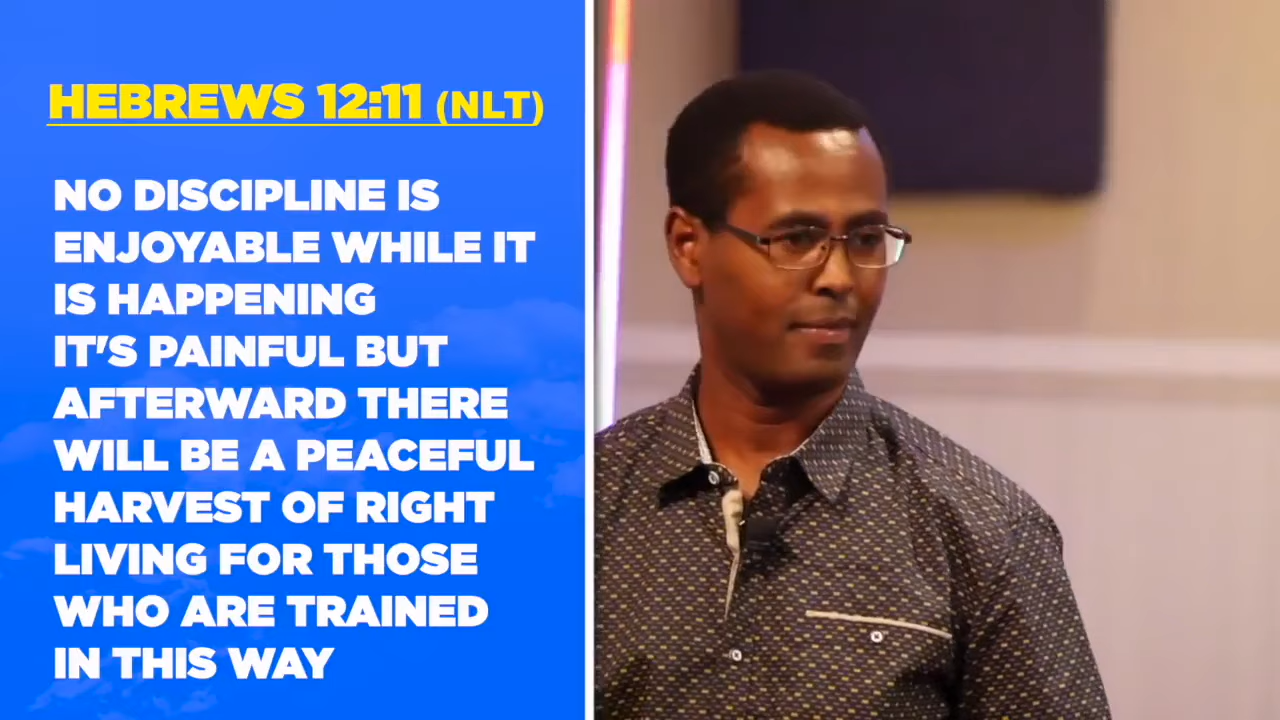 HEBREWS 12:11 (NLT)
NO DISCIPLINE IS
ENJOYABLE WHILE IT
IS HAPPENING
IT'S PAINFUL BUT
AFTERWARD THERE
WILL BE A PEACEFUL
HARVEST OF RIGHT
LIVING FOR THOSE
WHO ARE TRAINED
IN THIS WAY